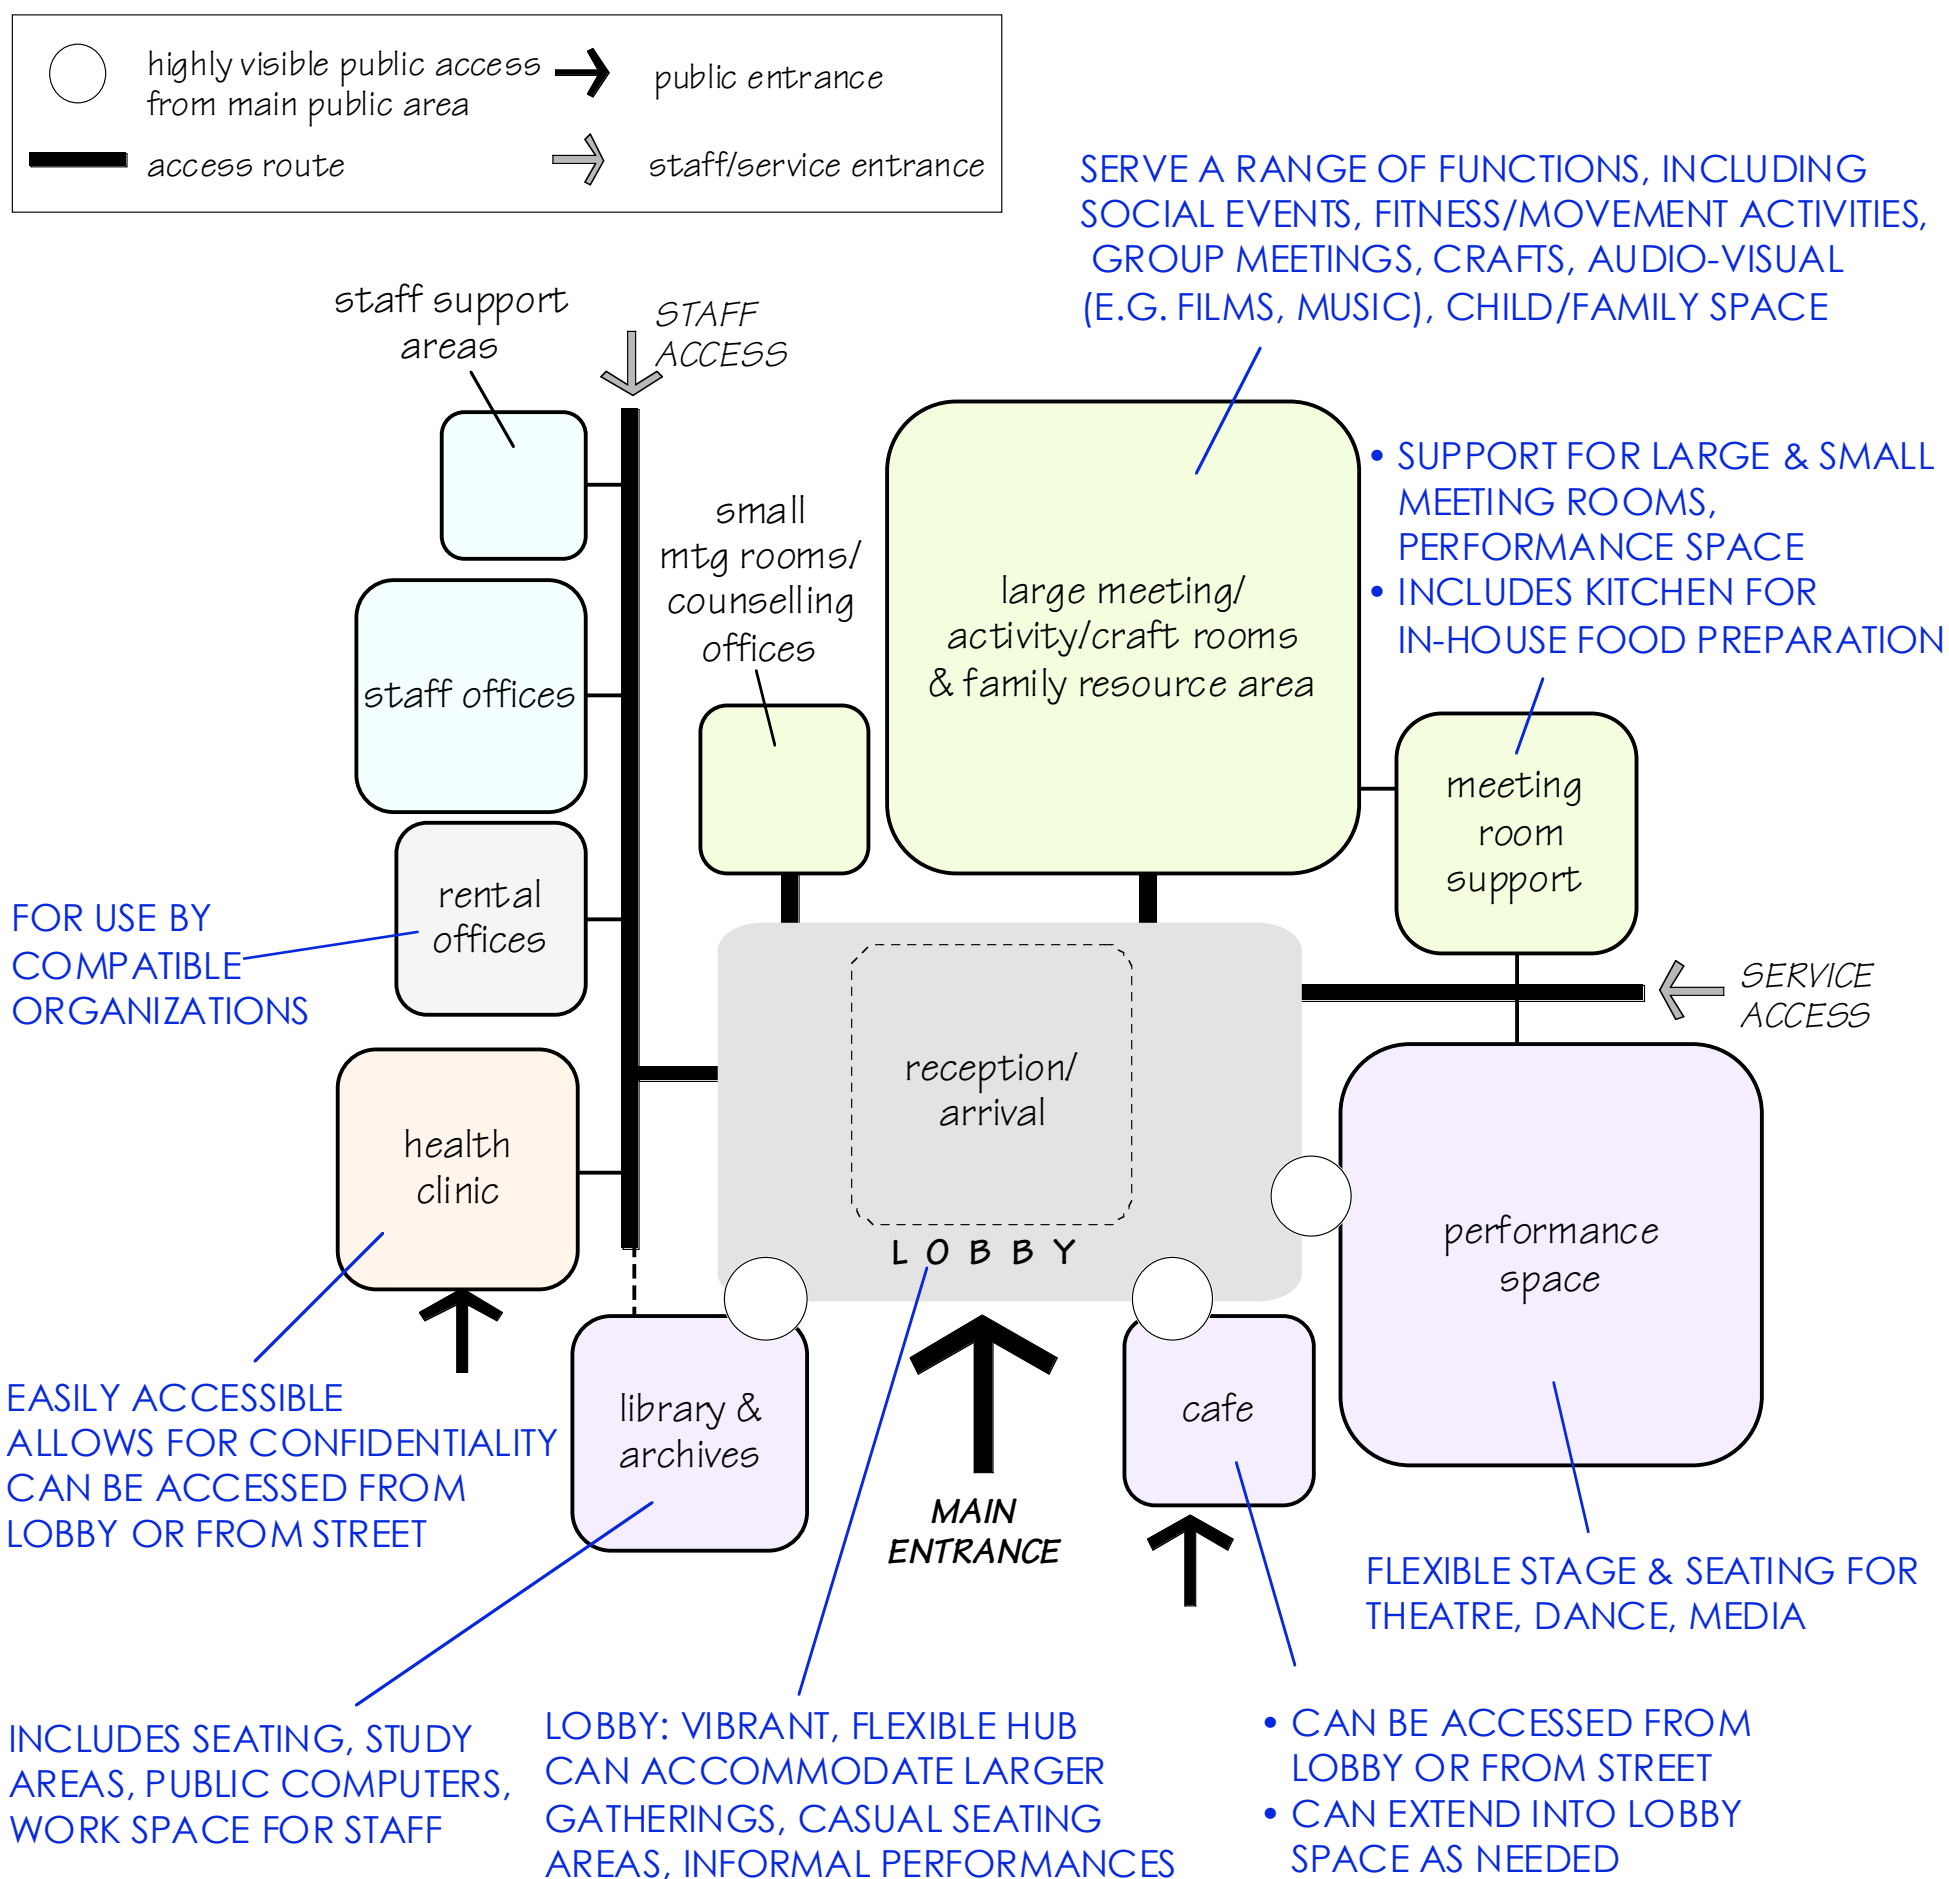 highly visible public access
from main public area
public entrance
access route
staff/service entrance
SERVE A RANGE OF FUNCTIONS, INCLUDING
SOCIAL EVENTS, FITNESS/MOVEMENT ACTIVITIES,
GROUP MEETINGS, CRAFTS, AUDIO-VISUAL
(E.G. FILMS, MUSIC), CHILD/FAMILY SPACE
staff support
areas
STAFF
ACCESS
• SUPPORT FOR LARGE & SMALL
MEETING ROOMS,
PERFORMANCE SPACE
• INCLUDES KITCHEN FOR
IN-HOUSE FOOD PREPARATION
small
mtg rooms/
counselling
offices
large meeting/
activity/craft rooms
& family resource area
staff offices
meeting
room
support
rental
offices
FOR USE BY
COMPATIBLE
ORGANIZATIONS
SERVICE
ACCESS
reception/
arrival
LOBBY
health
clinic
performance
space
EASILY ACCESSIBLE
ALLOWS FOR CONFIDENTIALITY
CAN BE ACCESSED FROM
LOBBY OR FROM STREET
library &
archives
cafe
MAIN
ENTRANCE
FLEXIBLE STAGE & SEATING FOR
THEATRE, DANCE, MEDIA
INCLUDES SEATING, STUDY
AREAS, PUBLIC COMPUTERS,
WORK SPACE FOR STAFF
LOBBY: VIBRANT, FLEXIBLE HUB
CAN ACCOMMODATE LARGER
GATHERINGS, CASUAL SEATING
AREAS, INFORMAL PERFORMANCES
• CAN BE ACCESSED FROM
LOBBY OR FROM STREET
• CAN EXTEND INTO LOBBY
SPACE AS NEEDED